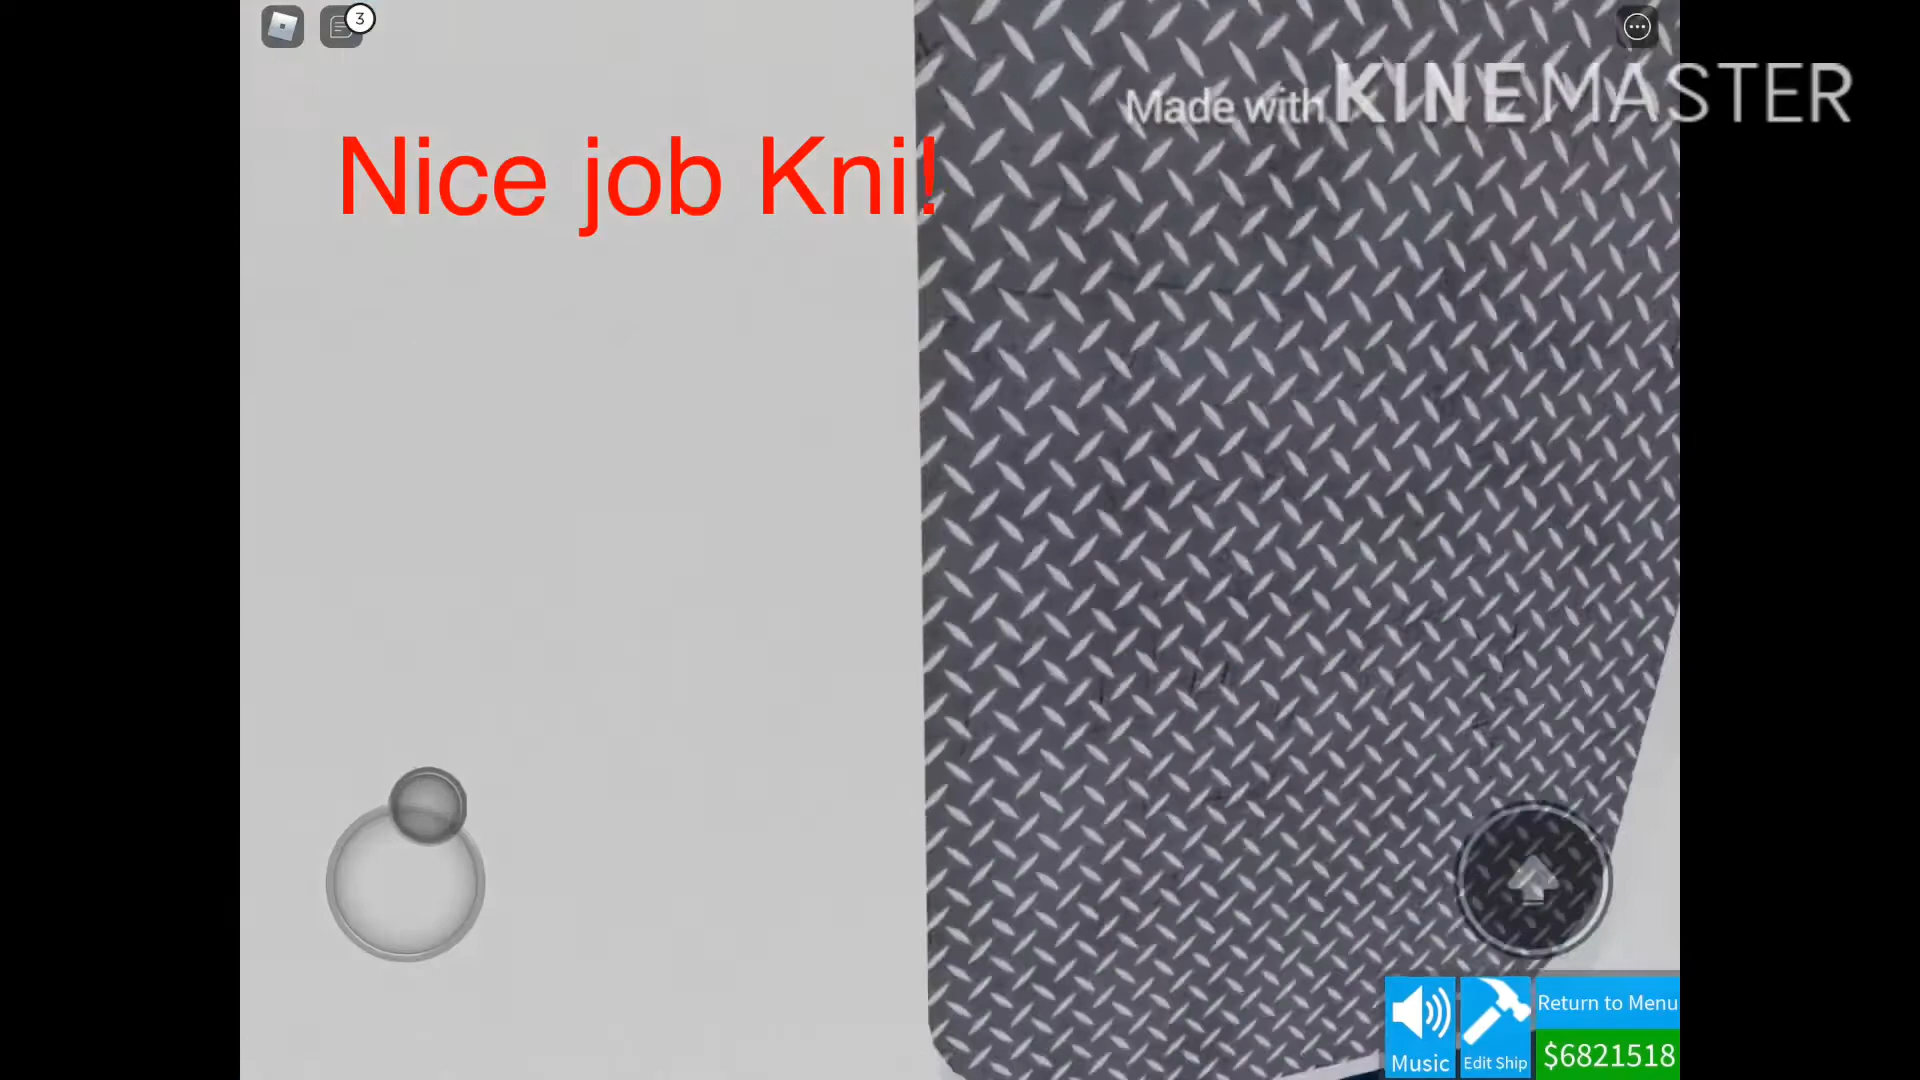 3
Made with KINEMASTER
Nice job Kni!
Return to Menu
Music
Edit Ship
$6821518